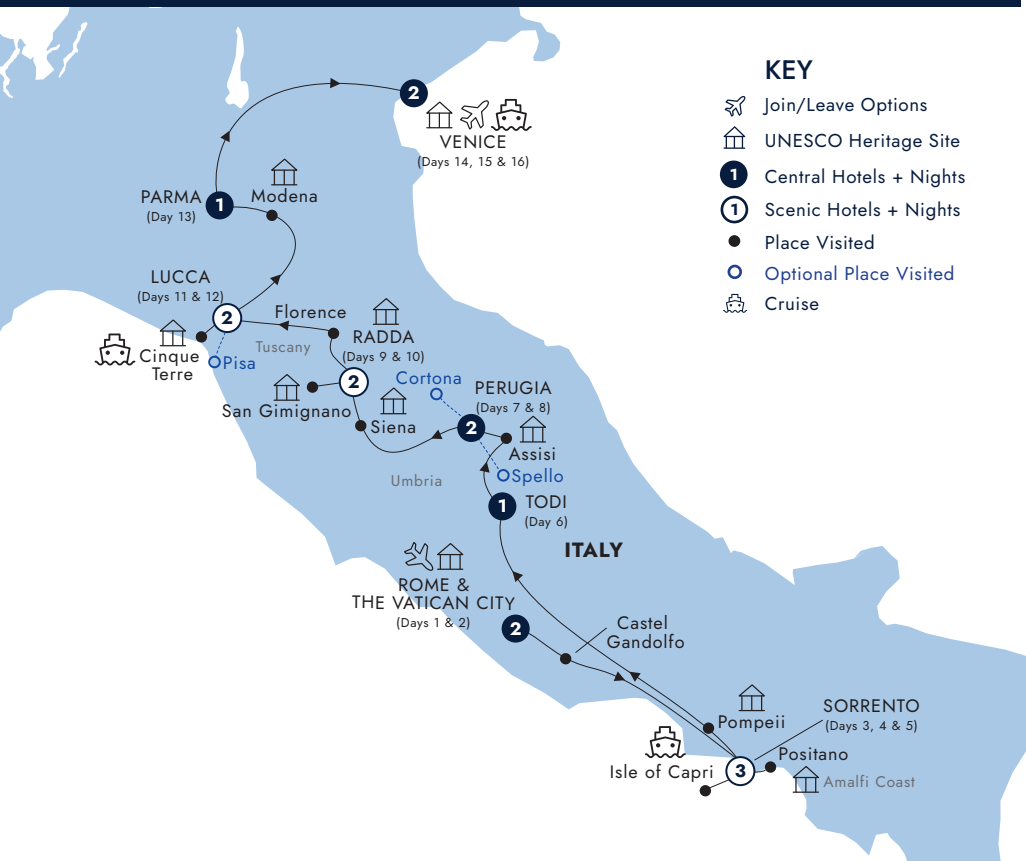 KEY
Join/Leave Options
UNESCO Heritage Site
1 Central Hotels + Nights
1 Scenic Hotels + Nights
Place Visited
Optional Place Visited
Cruise
2
VENICE
(Days 14, 15 & 16)
PARMA
(Day 13)
1
Modena
LUCCA
(Days 11 & 12)
2
Florence
RADDA
(Days 9 & 10)
Cinque
Terre
Pisa
Tuscany
2
San Gimignano
Siena
Cortona
PERUGIA
(Days 7 & 8)
2
Assisi
Spello
Umbria
1
TODI
(Day 6)
ITALY
ROME &
THE VATICAN CITY
(Days 1 & 2)
2
Castel
Gandolfo
Pompeii
SORRENTO
(Days 3, 4 & 5)
Positano
Isle of Capri
3
Amalfi Coast